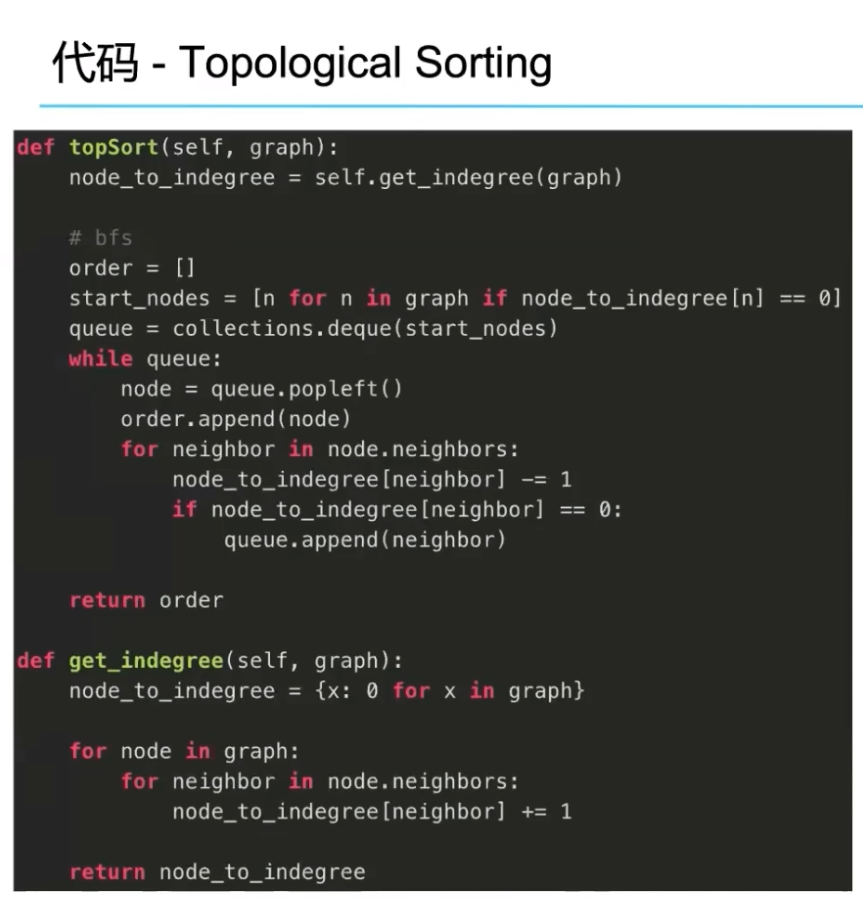 代码 - Topological Sorting
def topSort(self, graph):
    node_to_indegree = self.get_indegree(graph)
    # bfs
    order = []
    start_nodes = [n for n in graph if node_to_indegree[n] == 0]
    queue = collections.deque(start_nodes)
    while queue:
        node = queue.popleft()
        order.append(node)
        for neighbor in node.neighbors:
            node_to_indegree[neighbor] -= 1
            if node_to_indegree[neighbor] == 0:
                queue.append(neighbor)
    return order
def get_indegree(self, graph):
    node_to_indegree = {x: 0 for x in graph}
    for node in graph:
        for neighbor in node.neighbors:
            node_to_indegree[neighbor] += 1
    return node_to_indegree